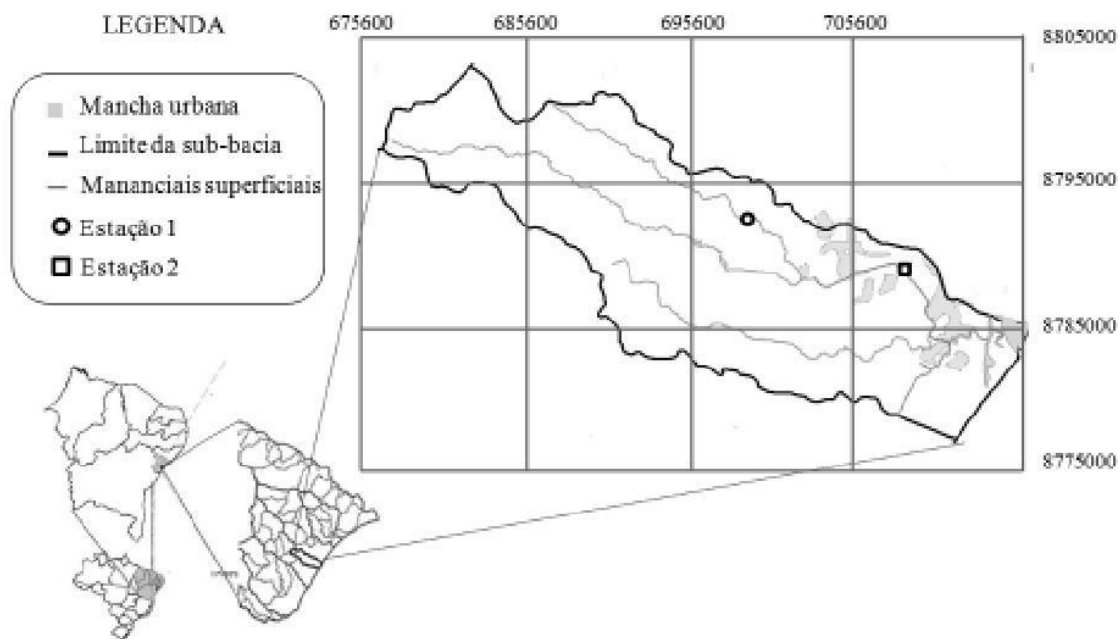 LEGENDA
Mancha urbana
Limite da sub-bacia
Mananciais superficiais
Estação 1
Estação 2
675600 685600 695600 705600
8805000
8795000
8785000
8775000